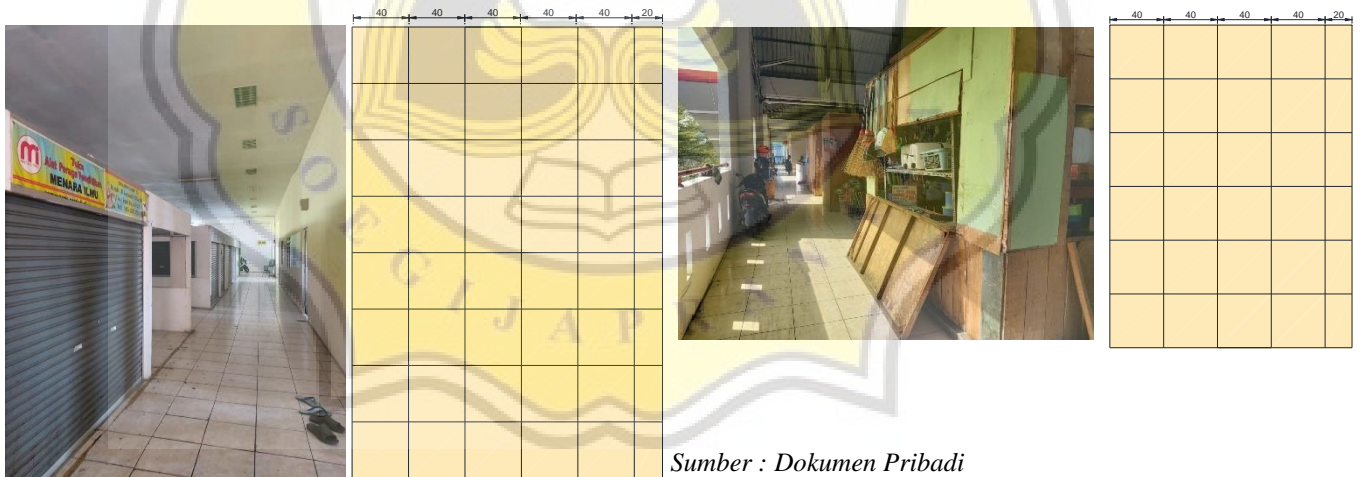 40 40 40 40 40 20
40 40 40 40 20
m
Toko
Alat Peraga Pendidikan
MENARA ILMU
SOEGIJAPR
Sumber : Dokumen Pribadi